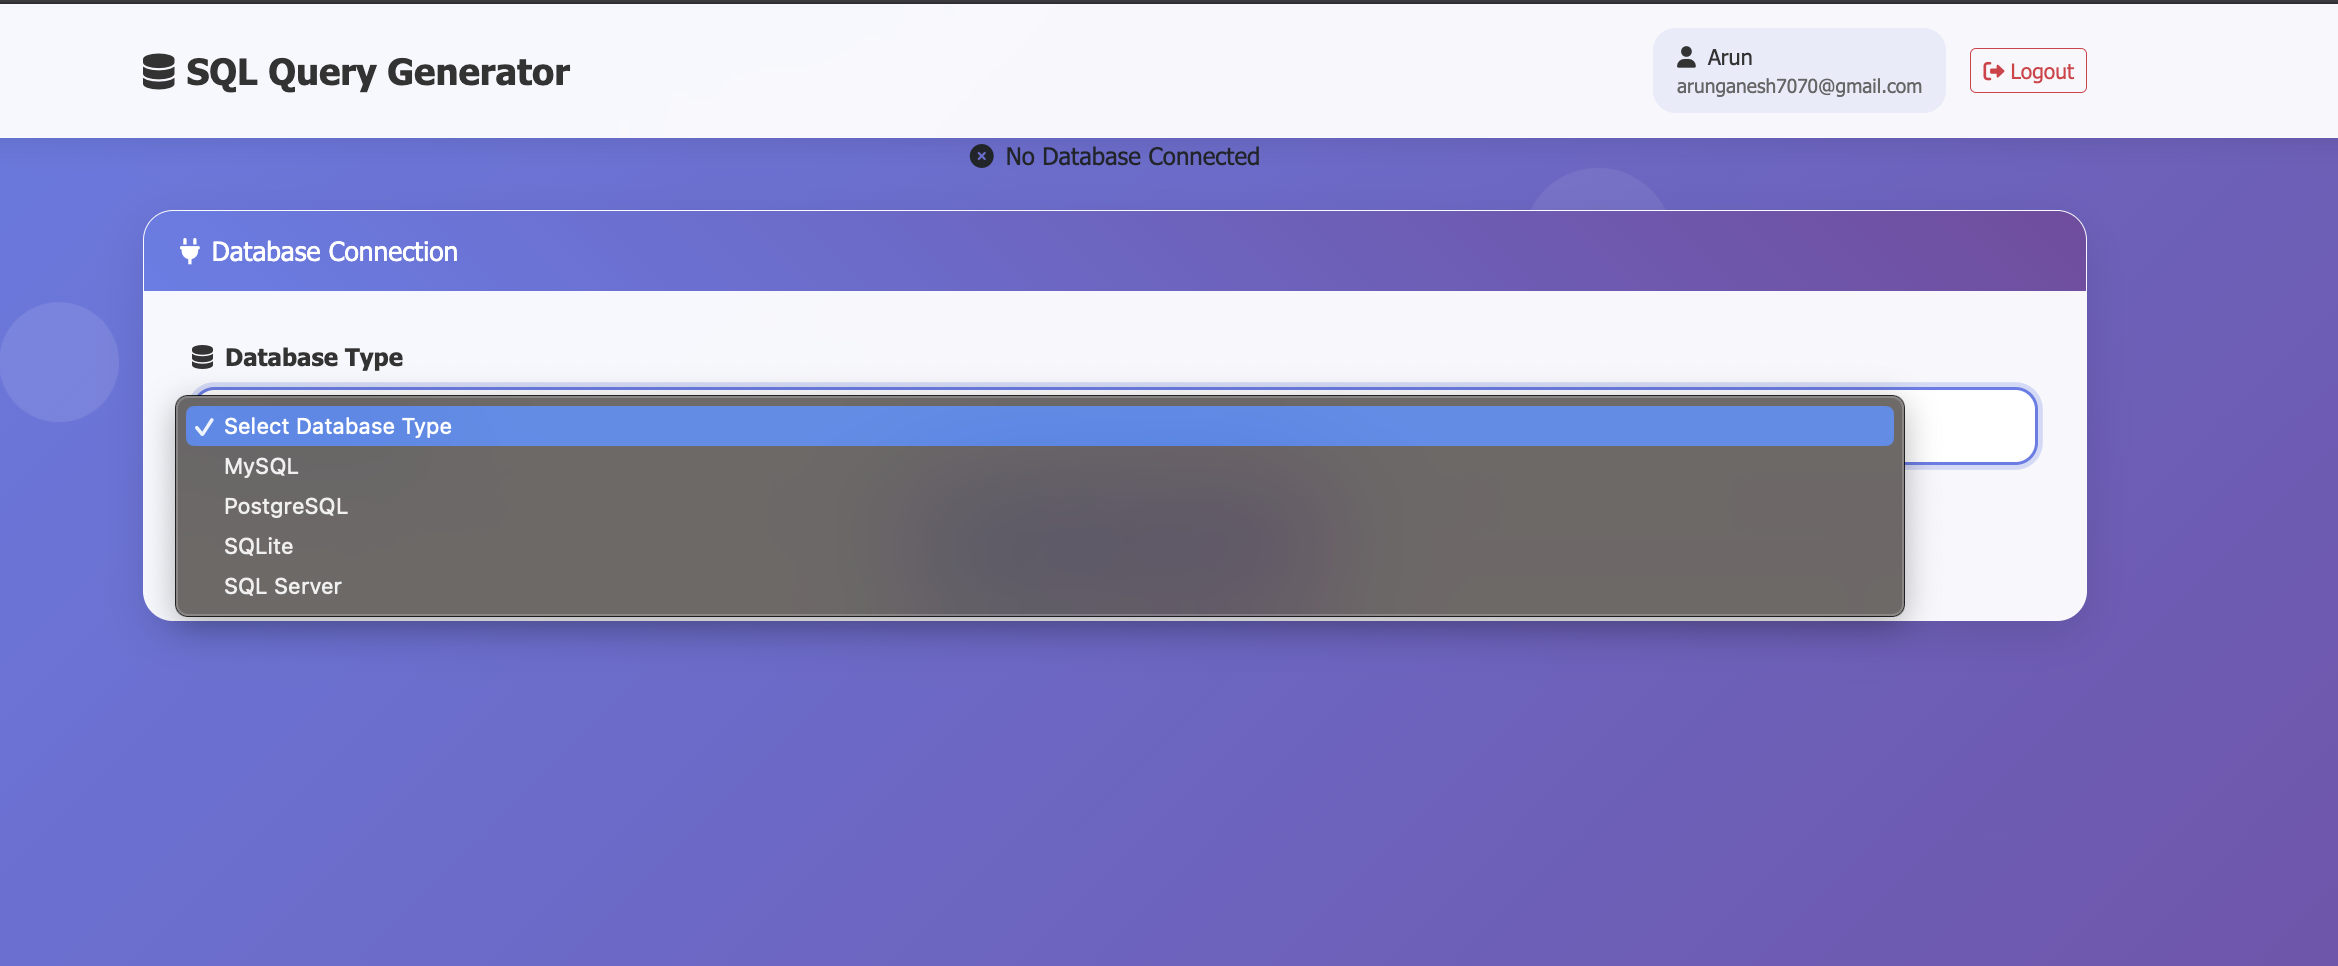 SQL Query Generator
Arun
arunganesh7070@gmail.com
Logout
No Database Connected
Database Connection
Database Type
Select Database Type
MySQL
PostgreSQL
SQLite
SQL Server